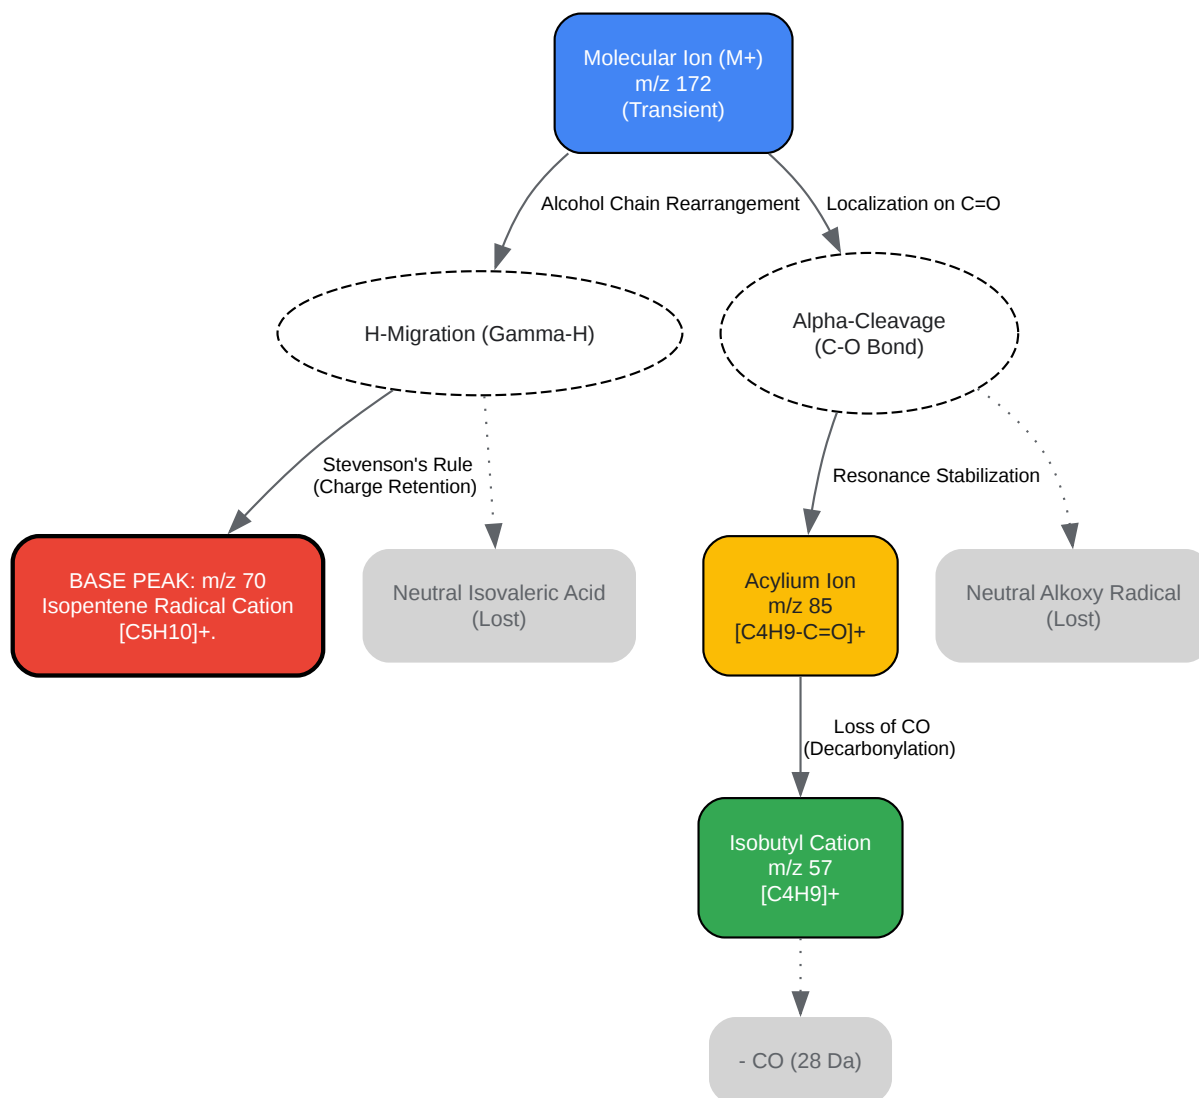 Molecular Ion (M+)
m/z 172
(Transient)
Alcohol Chain Rearrangement
Localization on C=O
H-Migration (Gamma-H)
Alpha-Cleavage
(C-O Bond)
Stevenson's Rule
(Charge Retention)
Resonance Stabilization
BASE PEAK: m/z 70
Isopentene Radical Cation
[C5H10]+.
Neutral Isovaleric Acid
(Lost)
Acylium Ion
m/z 85
[C4H9-C=O]+
Neutral Alkoxy Radical
(Lost)
Loss of CO
(Decarbonylation)
Isobutyl Cation
m/z 57
[C4H9]+
- CO (28 Da)